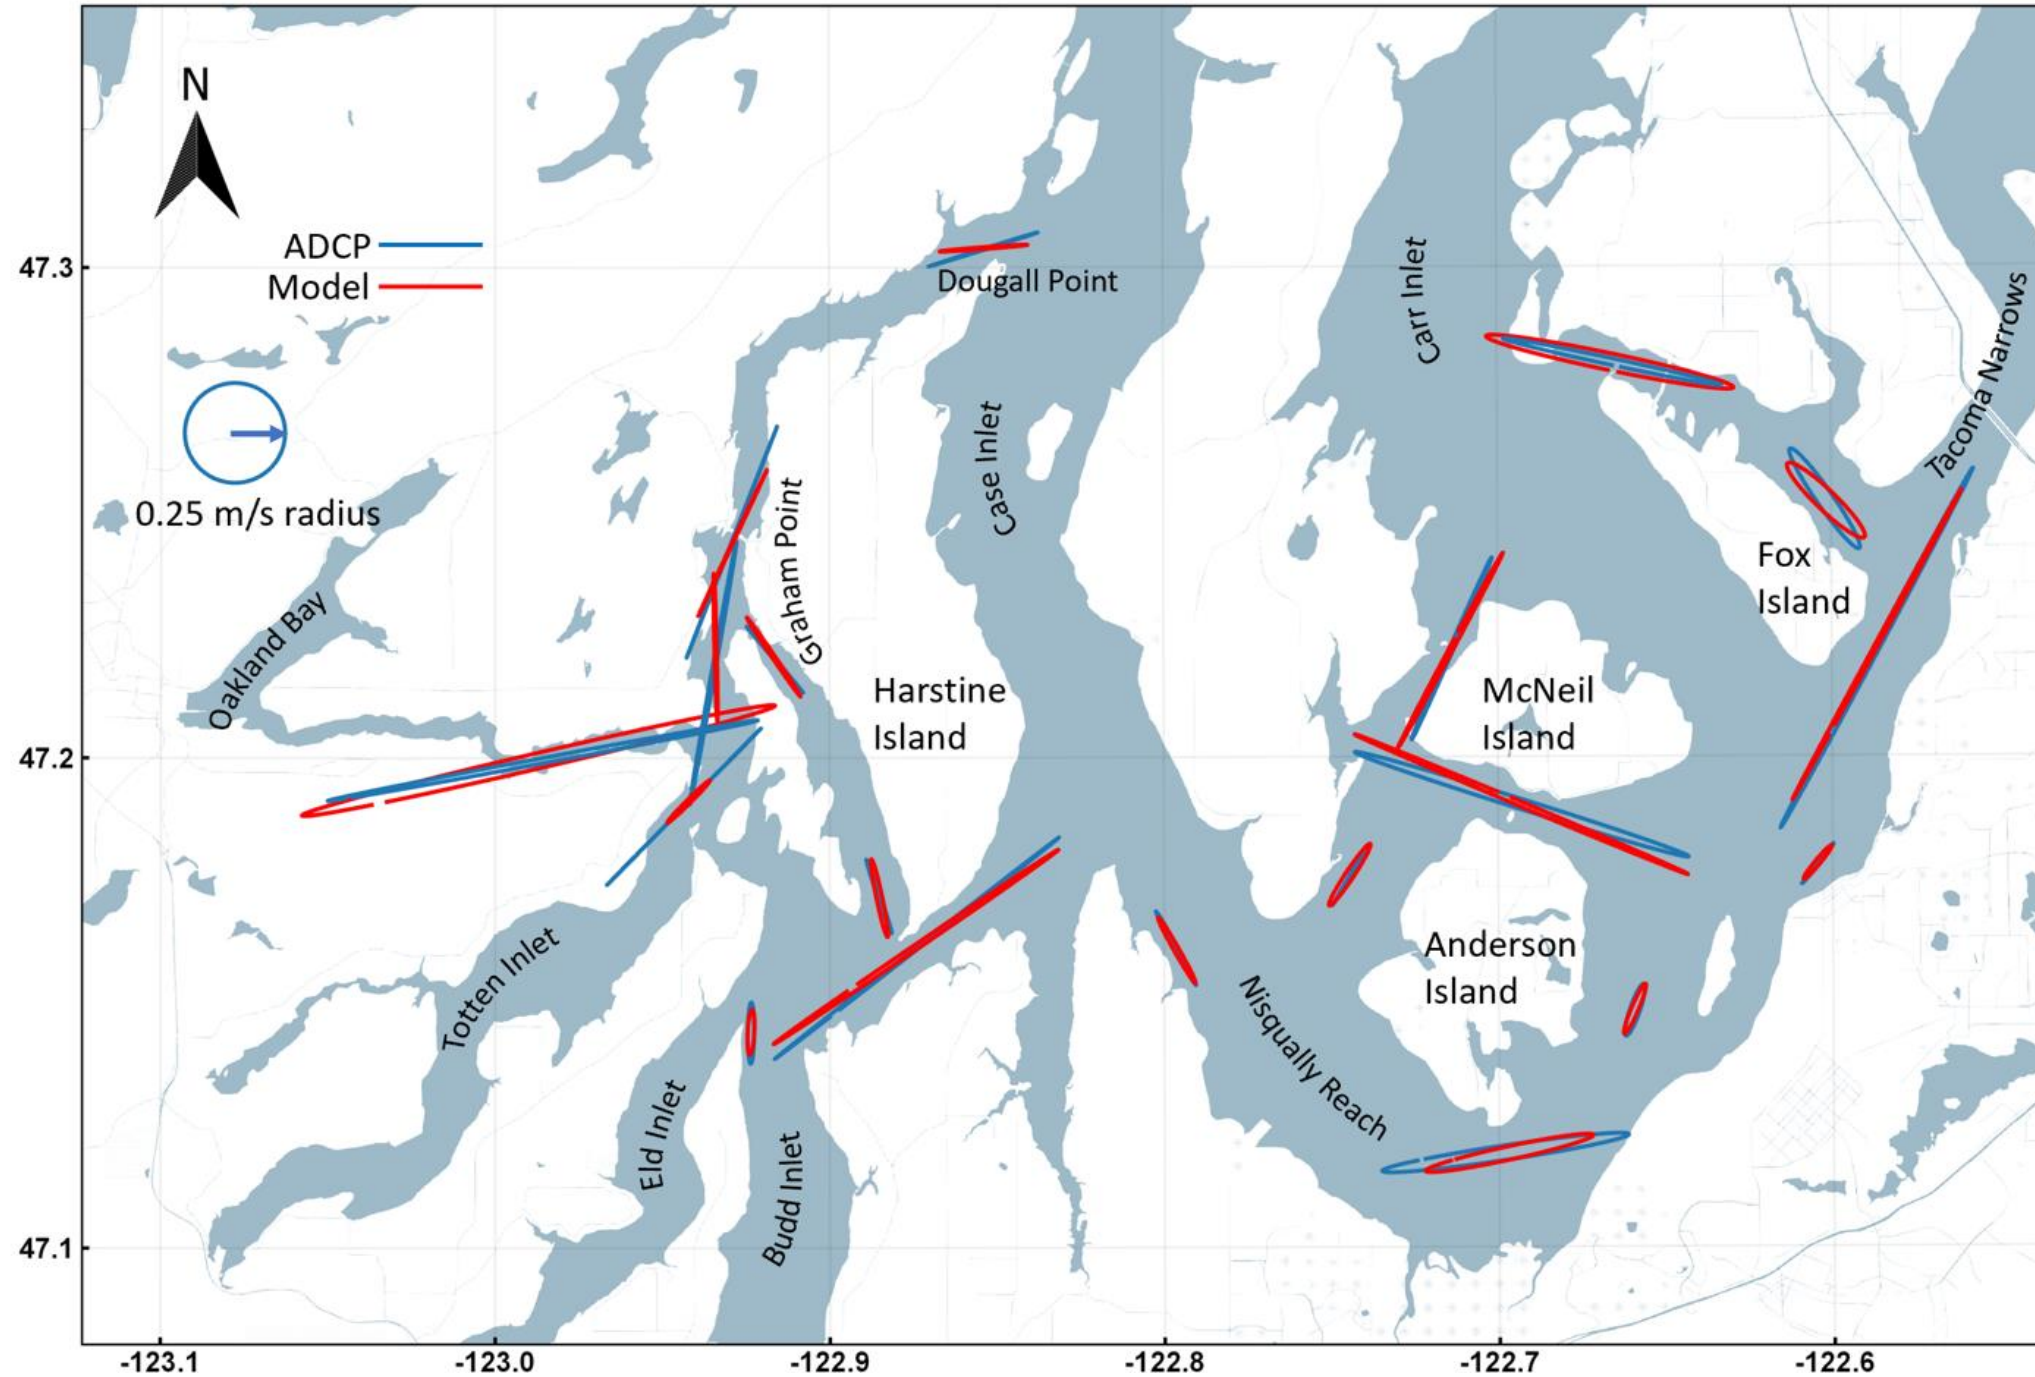 N
ADCP
Model
0.25 m/s radius
47.3
47.2
47.1
Dougall Point
Carr Inlet
Tacoma Narrows
Case Inlet
Graham Point
Oakland Bay
Fox
Island
Harstine
Island
McNeil
Island
Anderson
Island
Totten Inlet
Eld Inlet
Budd Inlet
Nisqually Reach
-123.1
-123.0
-122.9
-122.8
-122.7
-122.6